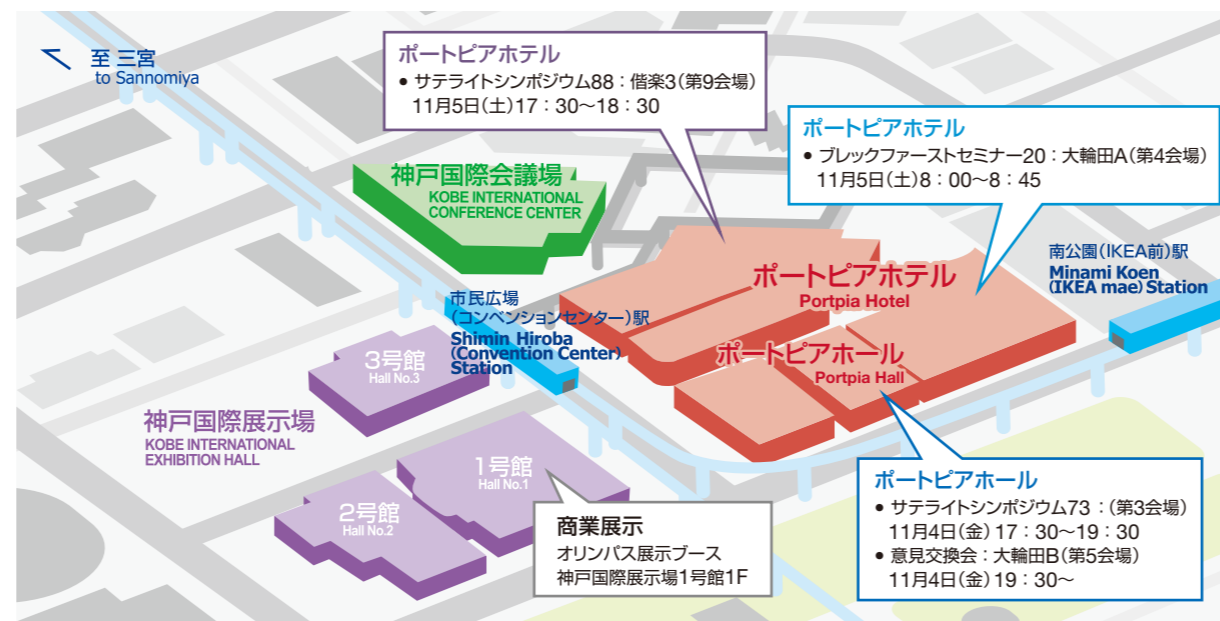 至 三宮
to Sannomiya
ポートピアホテル
● サテライトシンポジウム88：偕楽3(第9会場)
11月5日(土)17：30～18：30
ポートピアホテル
● ブレックファーストセミナー20：大輪田A(第4会場)
11月5日(土)8：00～8：45
神戸国際会議場
KOBE INTERNATIONAL
CONFERENCE CENTER
南公園(IKEA前)駅
Minami Koen
(IKEA mae) Station
ポートピアホテル
Portpia Hotel
市民広場
(コンベンションセンター)駅
Shimin Hiroba
(Convention Center)
Station
ポートピアホール
Portpia Hall
3号館
Hall No.3
神戸国際展示場
KOBE INTERNATIONAL
EXHIBITION HALL
1号館
Hall No.1
2号館
Hall No.2
商業展示
オリンパス展示ブース
神戸国際展示場1号館1F
ポートピアホール
● サテライトシンポジウム73：(第3会場)
11月4日(金)17：30～19：30
● 意見交換会：大輪田B(第5会場)
11月4日(金)19：30～